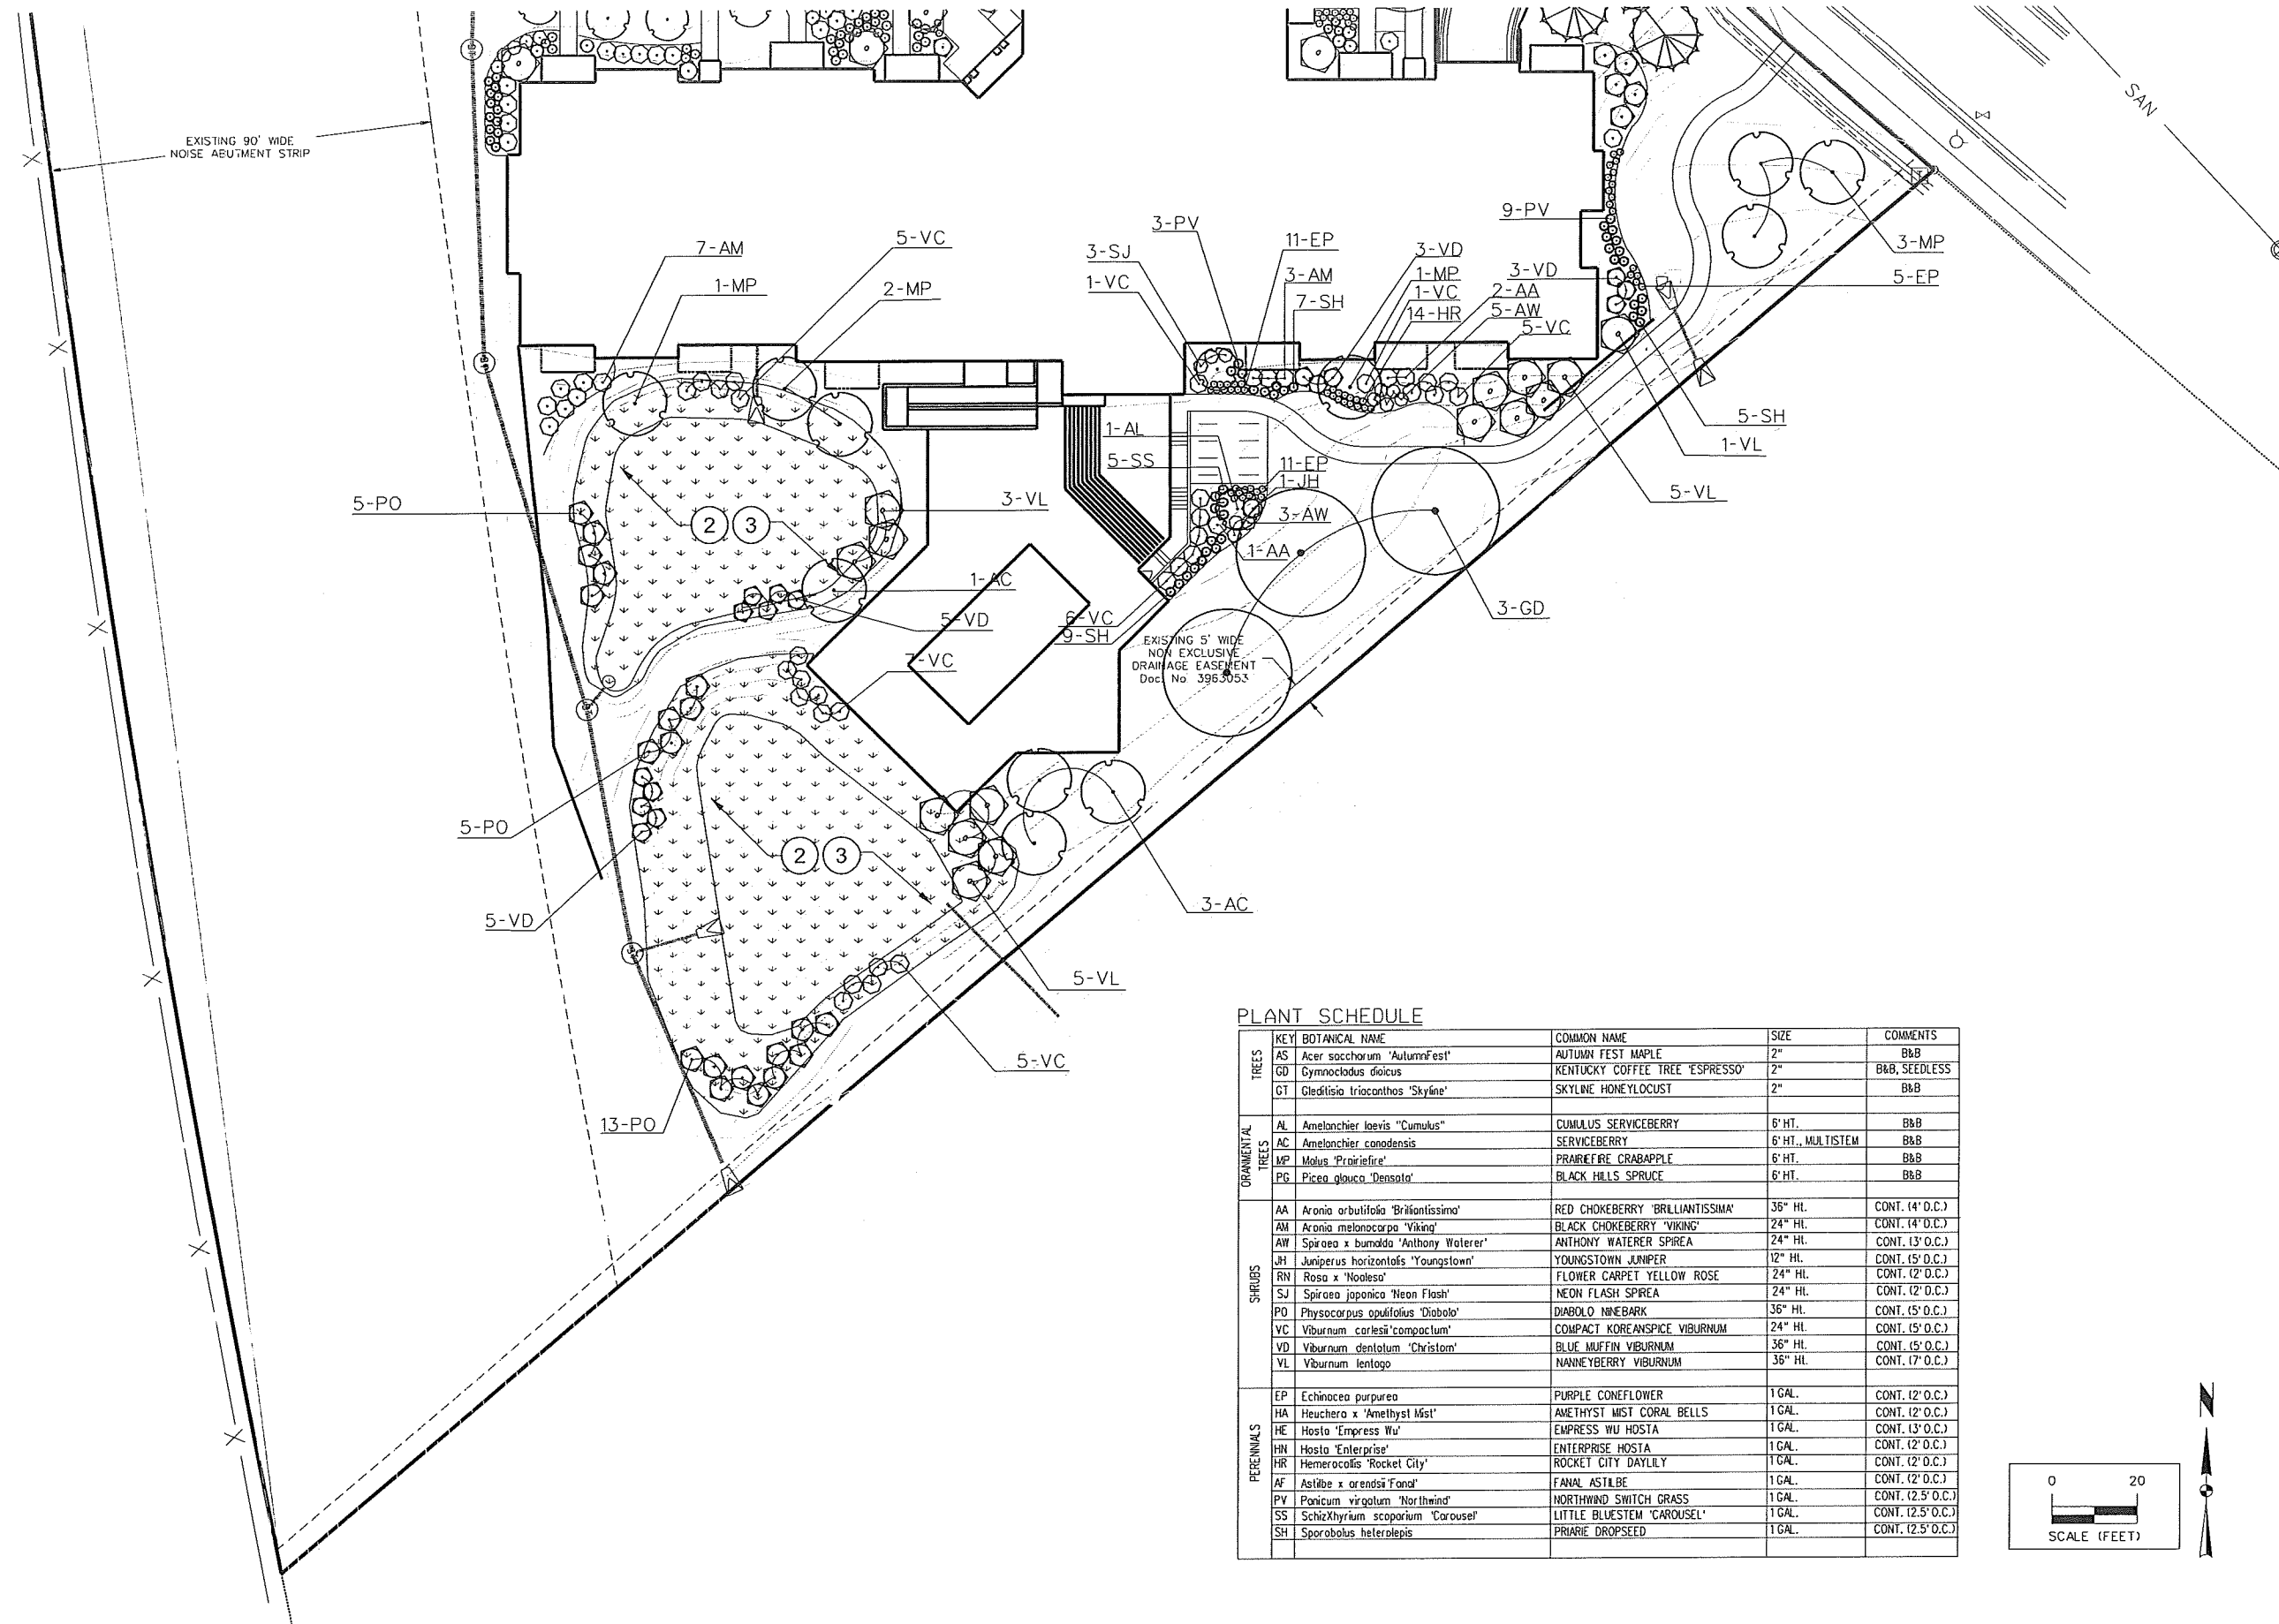 SAN
EXISTING 90' WIDE
NOISE ABUTMENT STRIP
7-AM
1-MP
5-VC
2-MP
3-PV
3-SJ
1-VC
11-EP
3-AM
7-SH
3-VD
1-MP
1-VC
14-HR
9-PV
3-VD
2-AA
5-AW
5-VC
3-MP
5-EP
5-SH
1-VL
5-VL
1-AL
5-SS
11-EP
1-JH
3-AW
1-AA
5-PO
2
3
3-VL
1-AC
5-VD
6-VC
9-SH
7-VC
3-GD
EXISTING 5' WIDE
NON EXCLUSIVE
DRAINAGE EASEMENT
Doc. No 3963053
5-PO
5-VD
2
3
3-AC
5-VL
5-VC
13-PO
PLANT SCHEDULE
KEY BOTANICAL NAME COMMON NAME SIZE COMMENTS
TREES
AS Acer saccharum 'AutumnFest' AUTUMN FEST MAPLE 2" B&B
GD Gymnocladus dioicus KENTUCKY COFFEE TREE 'ESPRESSO' 2" B&B, SEEDLESS
GT Gleditisia triacanthos 'Skyline' SKYLINE HONEYLOCUST 2" B&B
ORANMENTAL TREES
AL Amelanchier laevis "Cumulus" CUMULUS SERVICEBERRY 6' HT. B&B
AC Amelanchier canadensis SERVICEBERRY 6' HT., MULTISTEM B&B
MP Malus 'Prairiefire' PRAIREFIRE CRABAPPLE 6' HT. B&B
PG Picea glauca 'Densata' BLACK HILLS SPRUCE 6' HT. B&B
SHRUBS
AA Aronia arbutifolia 'Brilliantissima' RED CHOKEBERRY 'BRILLIANTISSIMA' 36" Ht. CONT. (4' O.C.)
AM Aronia melanocarpa 'Viking' BLACK CHOKEBERRY 'VIKING' 24" Ht. CONT. (4' O.C.)
AW Spiraea x bumalda 'Anthony Waterer' ANTHONY WATERER SPIREA 24" Ht. CONT. (3' O.C.)
JH Juniperus horizontalis 'Youngstown' YOUNGSTOWN JUNIPER 12" Ht. CONT. (5' O.C.)
RN Rosa x 'Noalesa' FLOWER CARPET YELLOW ROSE 24" Ht. CONT. (2' O.C.)
SJ Spiraea japonica 'Neon Flash' NEON FLASH SPIREA 24" Ht. CONT. (2' O.C.)
PO Physocarpus opulifolius 'Diabolo' DIABOLO NINEBARK 36" Ht. CONT. (5' O.C.)
VC Viburnum carlesii 'compactum' COMPACT KOREANSPICE VIBURNUM 24" Ht. CONT. (5' O.C.)
VD Viburnum dentatum 'Christom' BLUE MUFFIN VIBURNUM 36" Ht. CONT. (5' O.C.)
VL Viburnum lentago NANNEYBERRY VIBURNUM 36" Ht. CONT. (7' O.C.)
PERENNIALS
EP Echinacea purpurea PURPLE CONEFLOWER 1 GAL. CONT. (2' O.C.)
HA Heuchera x 'Amethyst Mist' AMETHYST MIST CORAL BELLS 1 GAL. CONT. (2' O.C.)
HE Hosta 'Empress Wu' EMPRESS WU HOSTA 1 GAL. CONT. (3' O.C.)
HN Hosta 'Enterprise' ENTERPRISE HOSTA 1 GAL. CONT. (2' O.C.)
HR Hemerocallis 'Rocket City' ROCKET CITY DAYLILY 1 GAL. CONT. (2' O.C.)
AF Astilbe x arendsii 'Fanal' FANAL ASTILBE 1 GAL. CONT. (2' O.C.)
PV Panicum virgatum 'Northwind' NORTHWIND SWITCH GRASS 1 GAL. CONT. (2.5' O.C.)
SS SchizXhyrium scoparium 'Carousel' LITTLE BLUESTEM 'CAROUSEL' 1 GAL. CONT. (2.5' O.C.)
SH Sporobolus heterolepis PRIARIE DROPSEED 1 GAL. CONT. (2.5' O.C.)
N
0 20
SCALE (FEET)